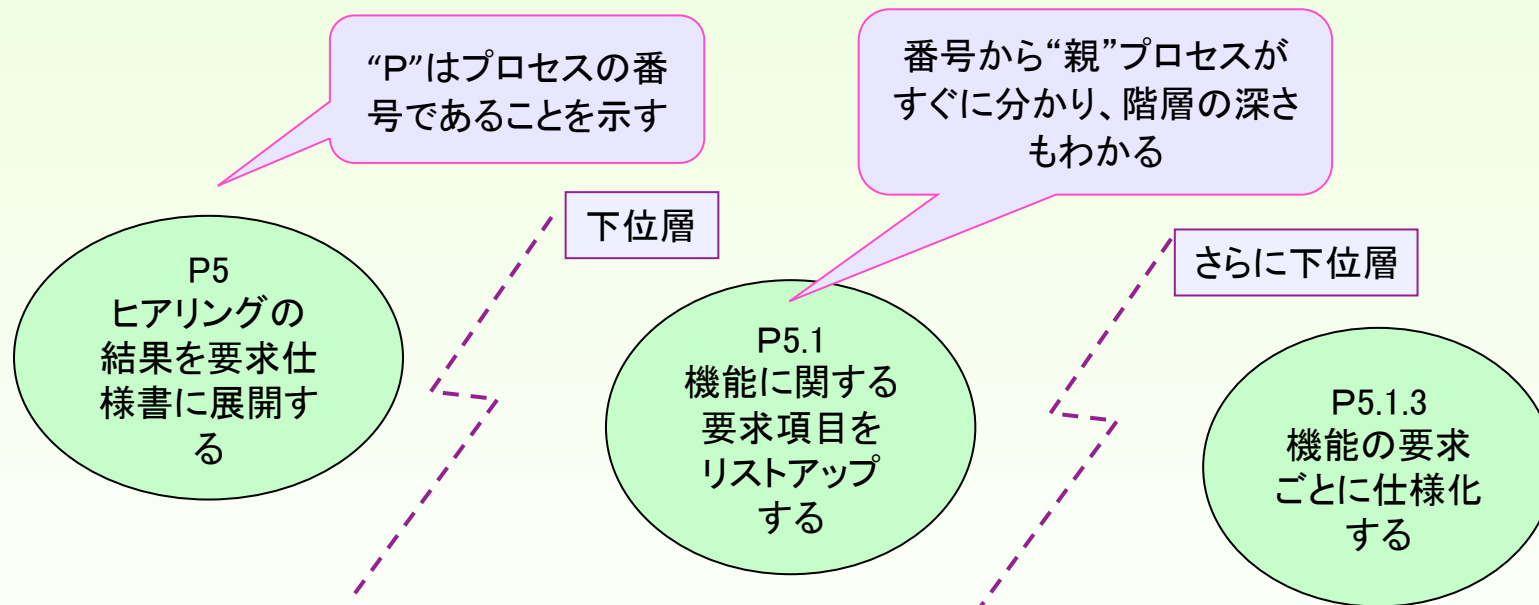 “P”はプロセスの番
号であることを示す
番号から“親”プロセスが
すぐに分かり、階層の深さ
もわかる
下位層
さらに下位層
P5
ヒアリングの
結果を要求仕
様書に展開す
る
P5.1
機能に関する
要求項目を
リストアップ
する
P5.1.3
機能の要求
ごとに仕様化
する